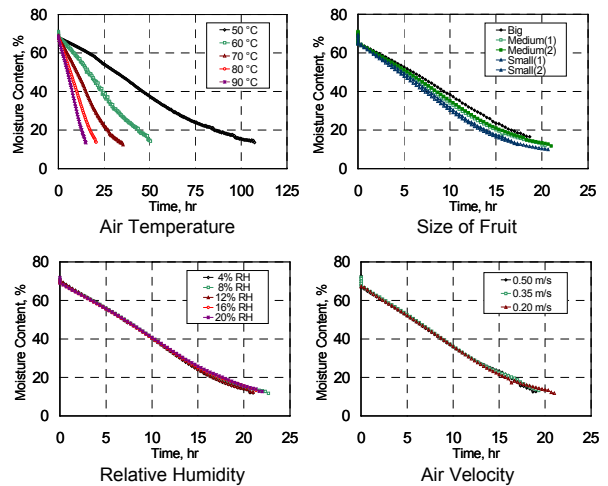 Moisture Content, %
80
60
40
20
0
50 °C
60 °C
70 °C
80 °C
90 °C
0 25 50 75 100 125
Time, hr
Air Temperature
Moisture Content, %
80
60
40
20
0
Big
Medium(1)
Medium(2)
Small(1)
Small(2)
0 5 10 15 20 25
Time, hr
Size of Fruit
Moisture Content, %
80
60
40
20
0
4% RH
8% RH
12% RH
16% RH
20% RH
0 5 10 15 20 25
Time, hr
Relative Humidity
Moisture Content, %
80
60
40
20
0
0.50 m/s
0.35 m/s
0.20 m/s
0 5 10 15 20 25
Time, hr
Air Velocity